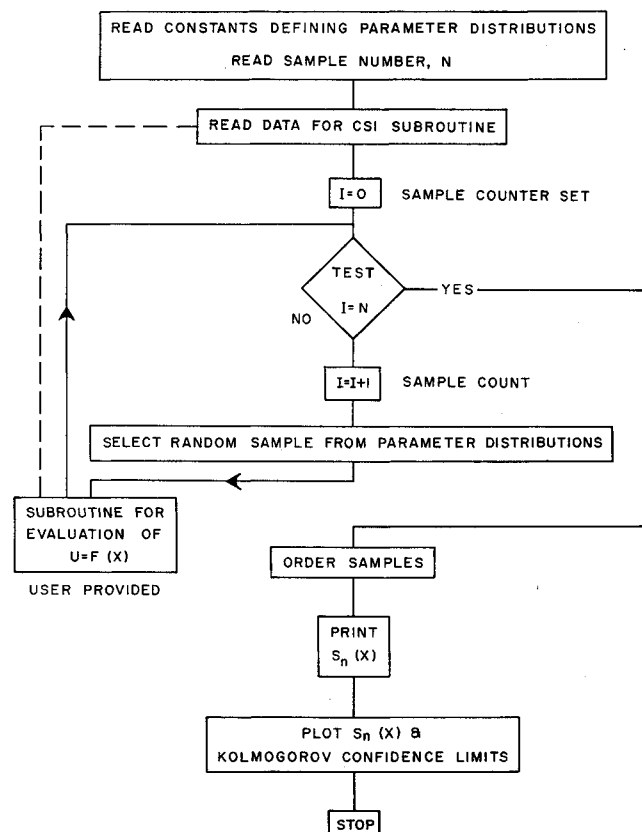 READ CONSTANTS DEFINING PARAMETER DISTRIBUTIONS
READ SAMPLE NUMBER, N
READ DATA FOR CSI SUBROUTINE
I=0
SAMPLE COUNTER SET
TEST
I=N
YES
NO
I=I+1
SAMPLE COUNT
SELECT RANDOM SAMPLE FROM PARAMETER DISTRIBUTIONS
SUBROUTINE FOR
EVALUATION OF
U=F (X)
USER PROVIDED
ORDER SAMPLES
PRINT
Sn (X)
PLOT Sn (X) &
KOLMOGOROV CONFIDENCE LIMITS
STOP